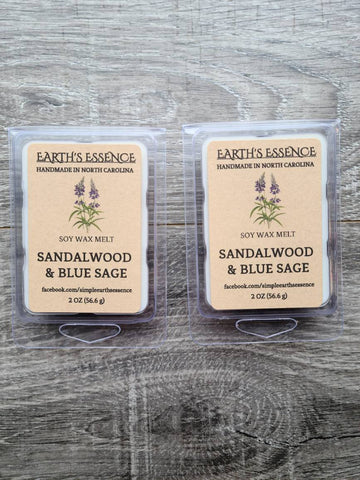 EARTH'S ESSENCE
HANDMADE IN NORTH CAROLINA
SOY WAX MELT
SANDALWOOD
& BLUE SAGE
facebook.com/simpleearthsessence
2 OZ (56.6 g)
EARTH'S ESSENCE
HANDMADE IN NORTH CAROLINA
SOY WAX MELT
SANDALWOOD
& BLUE SAGE
facebook.com/simpleearthsessence
2 OZ (56.6 g)